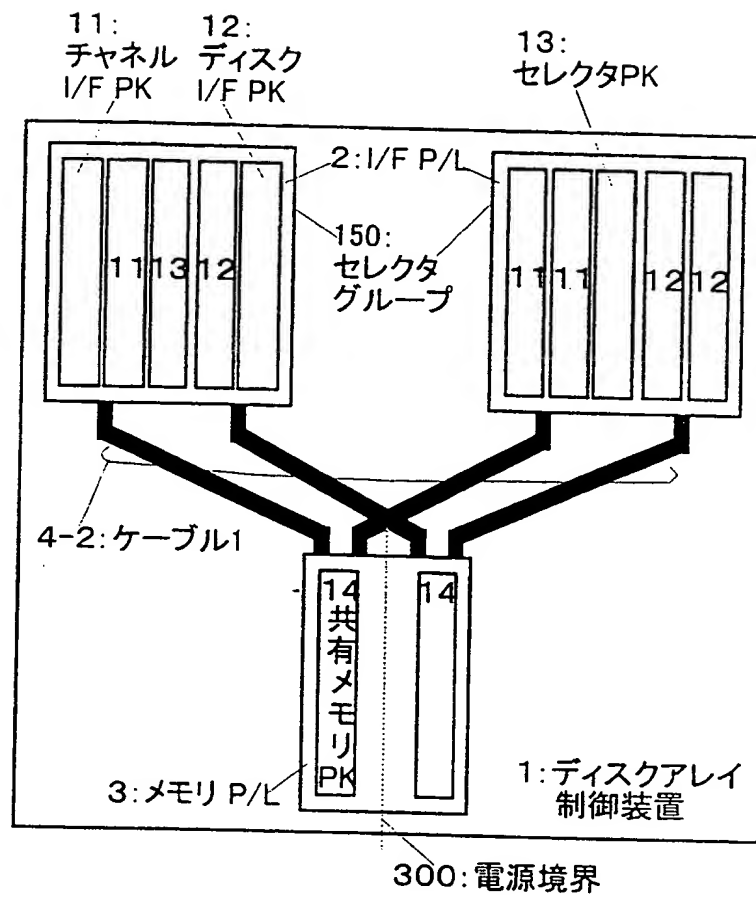 11:
チャネル
I/F PK
12:
ディスク
I/F PK
13:
セレクタPK
2:I/F P/L
150:
セレクタ
グループ
11
13
12
11
11
12
12
4-2:ケーブル1
14
共有メモリPK
14
3:メモリ P/L
1:ディスクアレイ
制御装置
300:電源境界